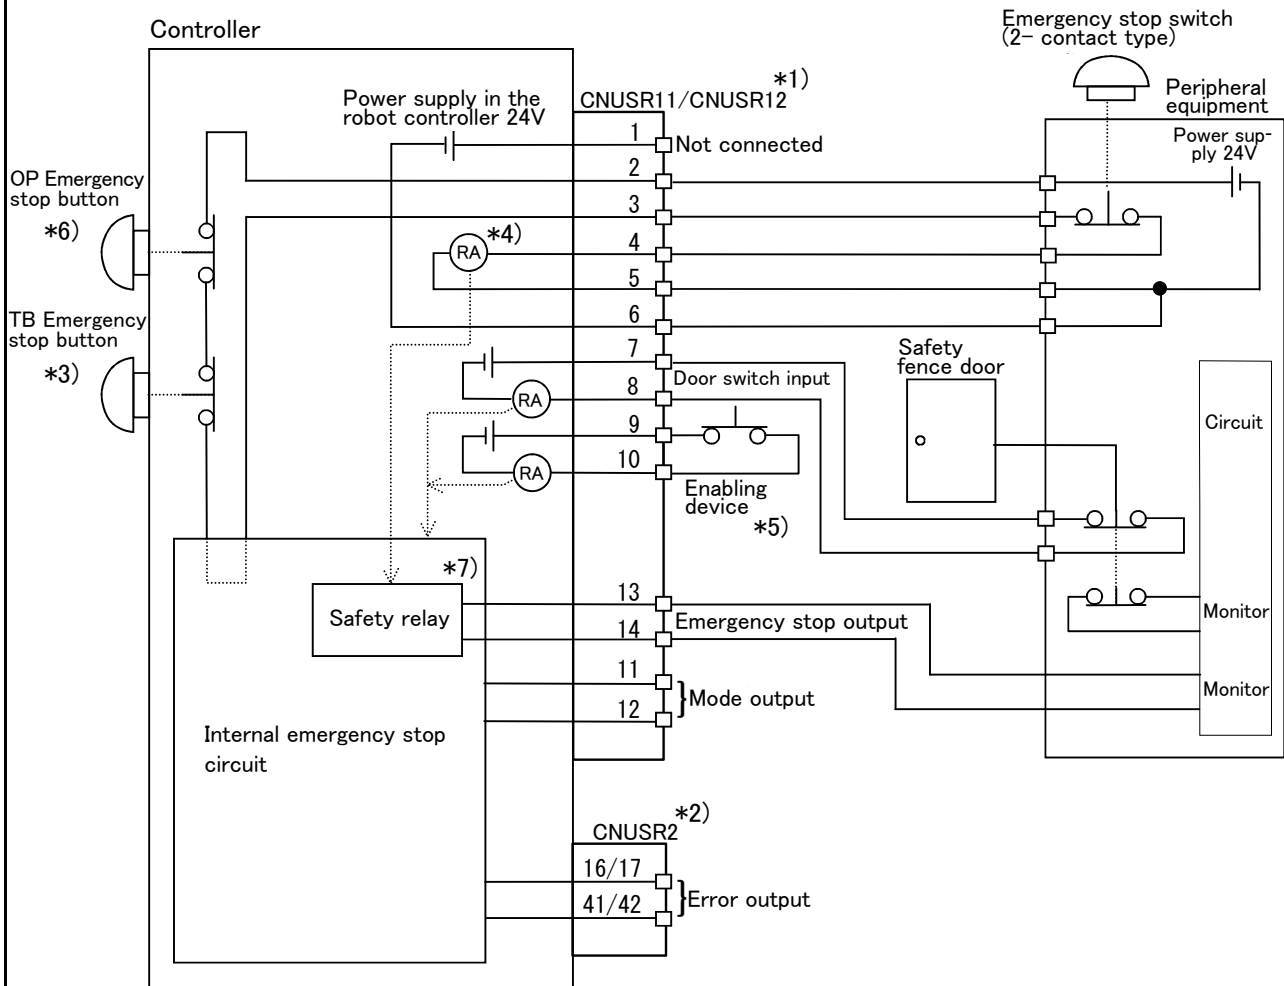 Controller
Emergency stop switch
(2- contact type)
*1)
CNUSR11/CNUSR12
Power supply in the
robot controller 24V
Peripheral
equipment
Power sup-
ply 24V
1
Not connected
2
OP Emergency
stop button
*6)
3
*4)
RA
4
5
6
TB Emergency
stop button
*3)
7
Door switch input
8
RA
9
10
RA
Enabling
device
*5)
Safety
fence door
Circuit
*7)
Safety relay
13
Emergency stop output
14
Monitor
Monitor
11
12
Mode output
Internal emergency stop
circuit
*2)
CNUSR2
16/17
41/42
Error output